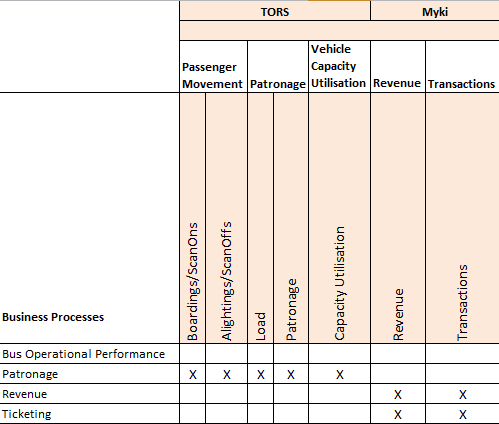 TORS Myki
Vehicle
Passenger Capacity
Movement Patronage Utilisation Revenue Transactions
Boardings/ScanOns
Alightings/ScanOffs
Load
Patronage
Capacity Utilisation
Revenue
Transactions
Business Processes
Bus Operational Performance
Patronage X X X X X
Revenue X X
Ticketing X X